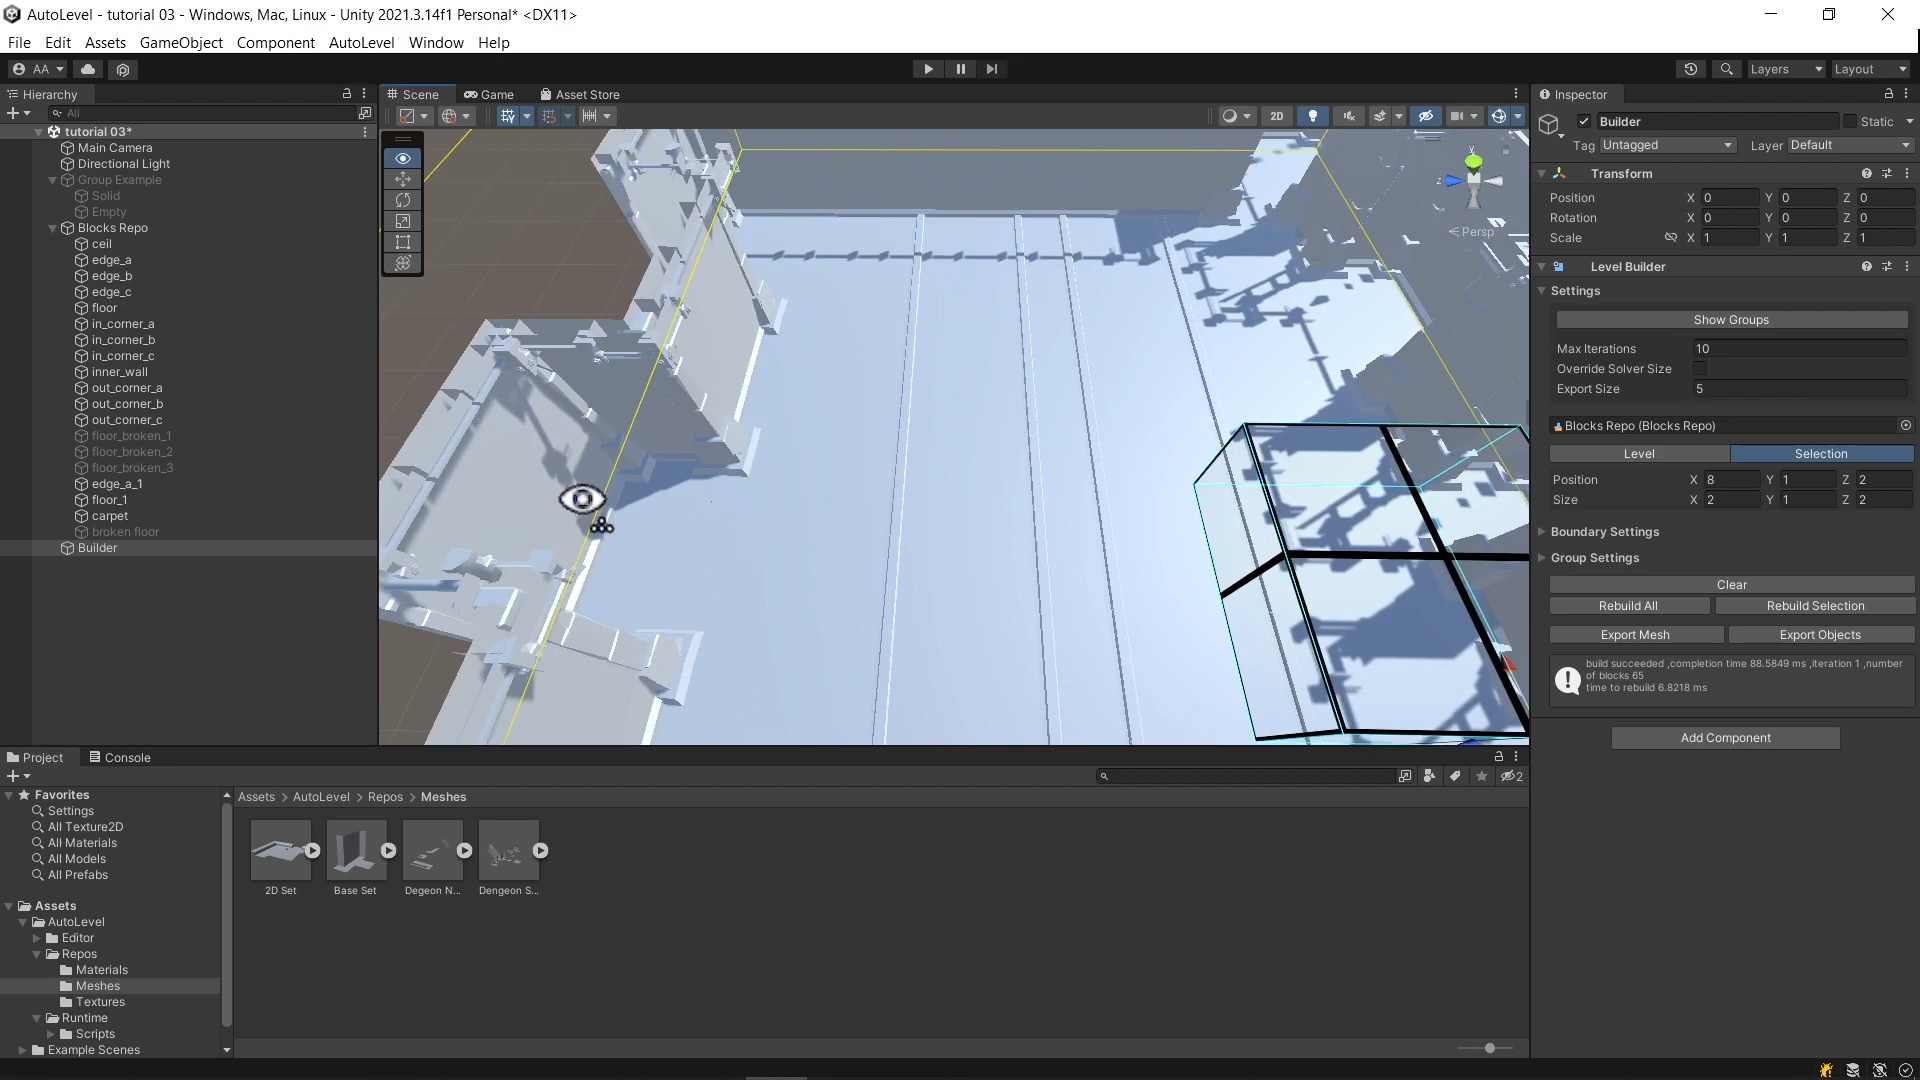 AutoLevel - tutorial 03 - Windows, Mac, Linux - Unity 2021.3.14f1 Personal* <DX11>
File Edit Assets GameObject Component AutoLevel Window Help
AA Layers Layout
Hierarchy
All
tutorial 03*
Main Camera
Directional Light
Group Example
Solid
Empty
Blocks Repo
ceil
edge_a
edge_b
edge_c
floor
in_corner_a
in_corner_b
in_corner_c
inner_wall
out_corner_a
out_corner_b
out_corner_c
floor_broken_1
floor_broken_2
floor_broken_3
edge_a_1
floor_1
carpet
broken floor
Builder
Scene Game Asset Store
2D
y
z
Persp
Inspector
Builder Static
Tag Untagged Layer Default
Transform
Position X 0 Y 0 Z 0
Rotation X 0 Y 0 Z 0
Scale X 1 Y 1 Z 1
Level Builder
Settings
Show Groups
Max Iterations 10
Override Solver Size
Export Size 5
Blocks Repo (Blocks Repo)
Level Selection
Position X 8 Y 1 Z 2
Size X 2 Y 1 Z 2
Boundary Settings
Group Settings
Clear
Rebuild All Rebuild Selection
Export Mesh Export Objects
build succeeded ,completion time 88.5849 ms ,iteration 1 ,number
of blocks 65
time to rebuild 6.8218 ms
Add Component
Project Console
2
Favorites
Settings
All Texture2D
All Materials
All Models
All Prefabs
Assets
AutoLevel
Editor
Repos
Materials
Meshes
Textures
Runtime
Scripts
Example Scenes
Assets > AutoLevel > Repos > Meshes
2D Set Base Set Degeon N... Dengeon S...